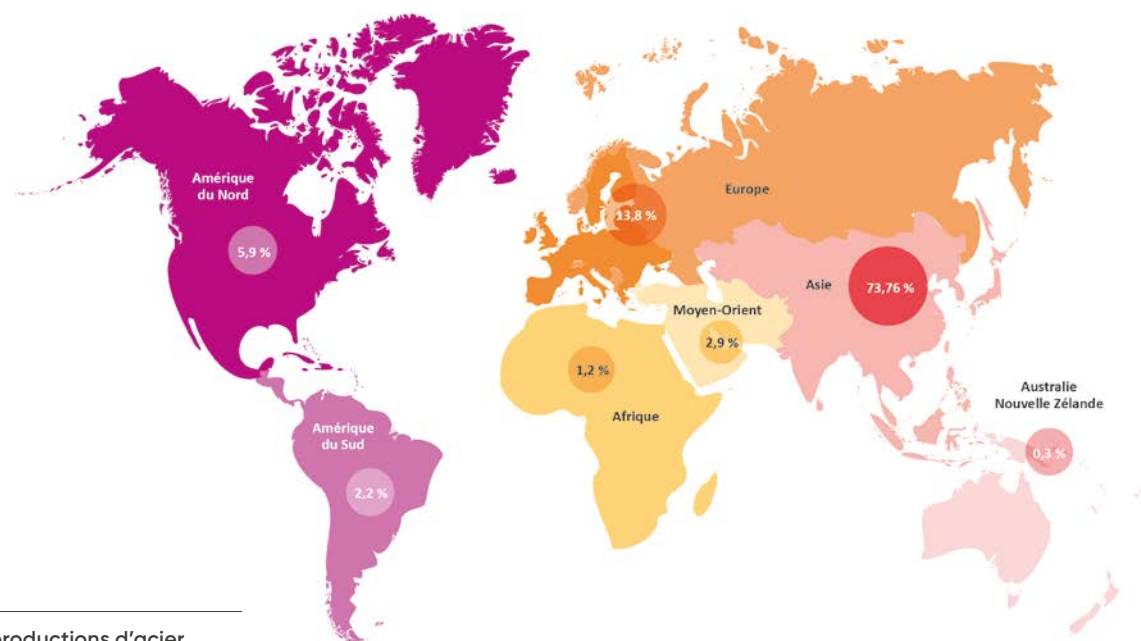 Amérique
du Nord
5,9 %
Europe
13,8 %
Asie
73,76 %
Moyen-Orient
2,9 %
1,2 %
Afrique
Australie
Nouvelle Zélande
0,3 %
Amérique
du Sud
2,2 %
productions d'acier